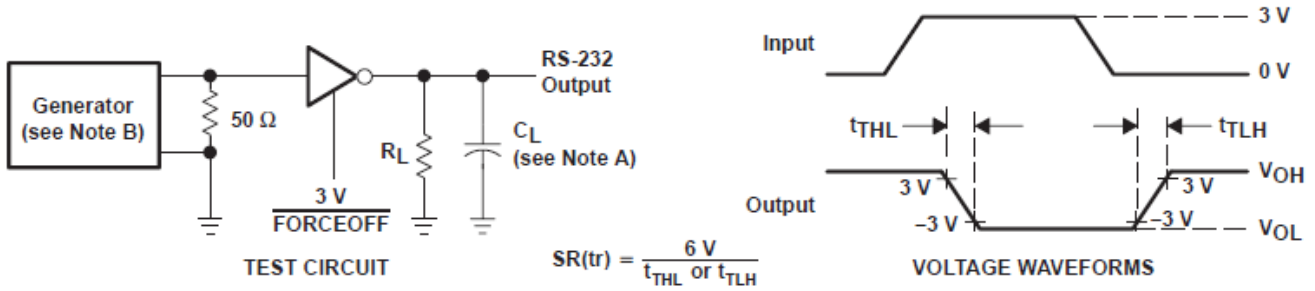 Generator
(see Note B)
50 Ω
3 V
FORCEOFF
RL
CL
(see Note A)
RS-232
Output
TEST CIRCUIT
SR(tr) = 6 V / tTHL or tTLH
Input
3 V
0 V
tTHL
tTLH
Output
3 V
–3 V
3 V
–3 V
VOH
VOL
VOLTAGE WAVEFORMS